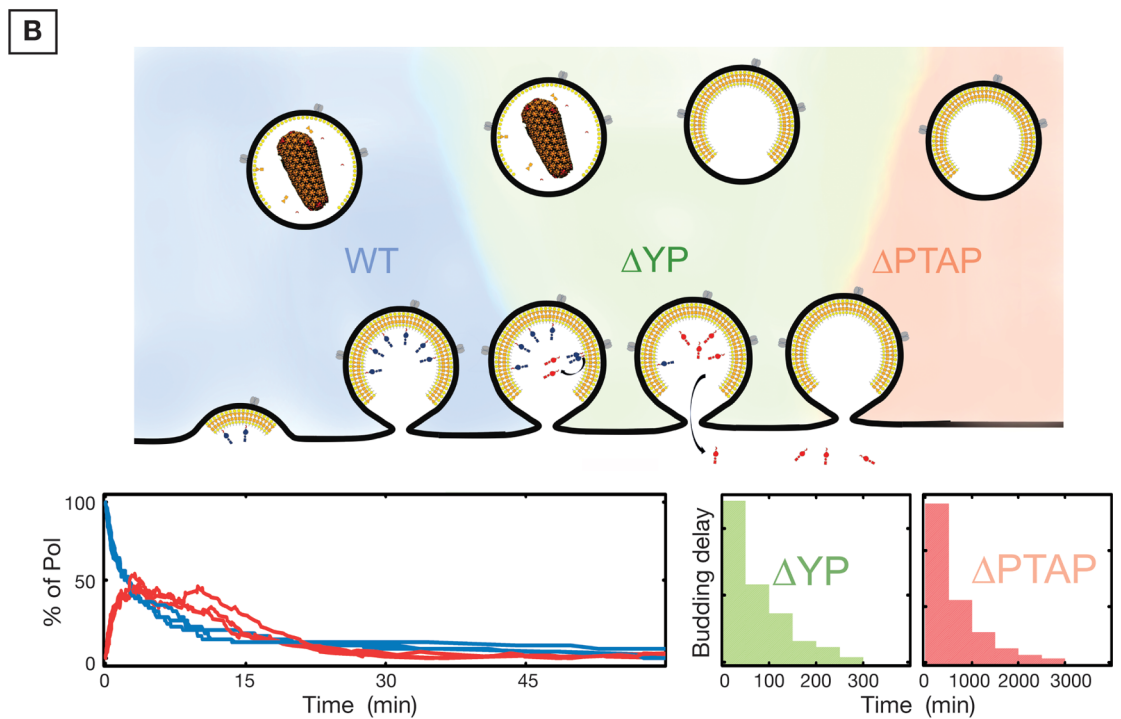 B
WT
ΔYP
ΔPTAP
100
50
0
% of Pol
0
15
30
45
Time (min)
Budding delay
ΔYP
0
100
200
300
ΔPTAP
0
1000
2000
3000
Time (min)